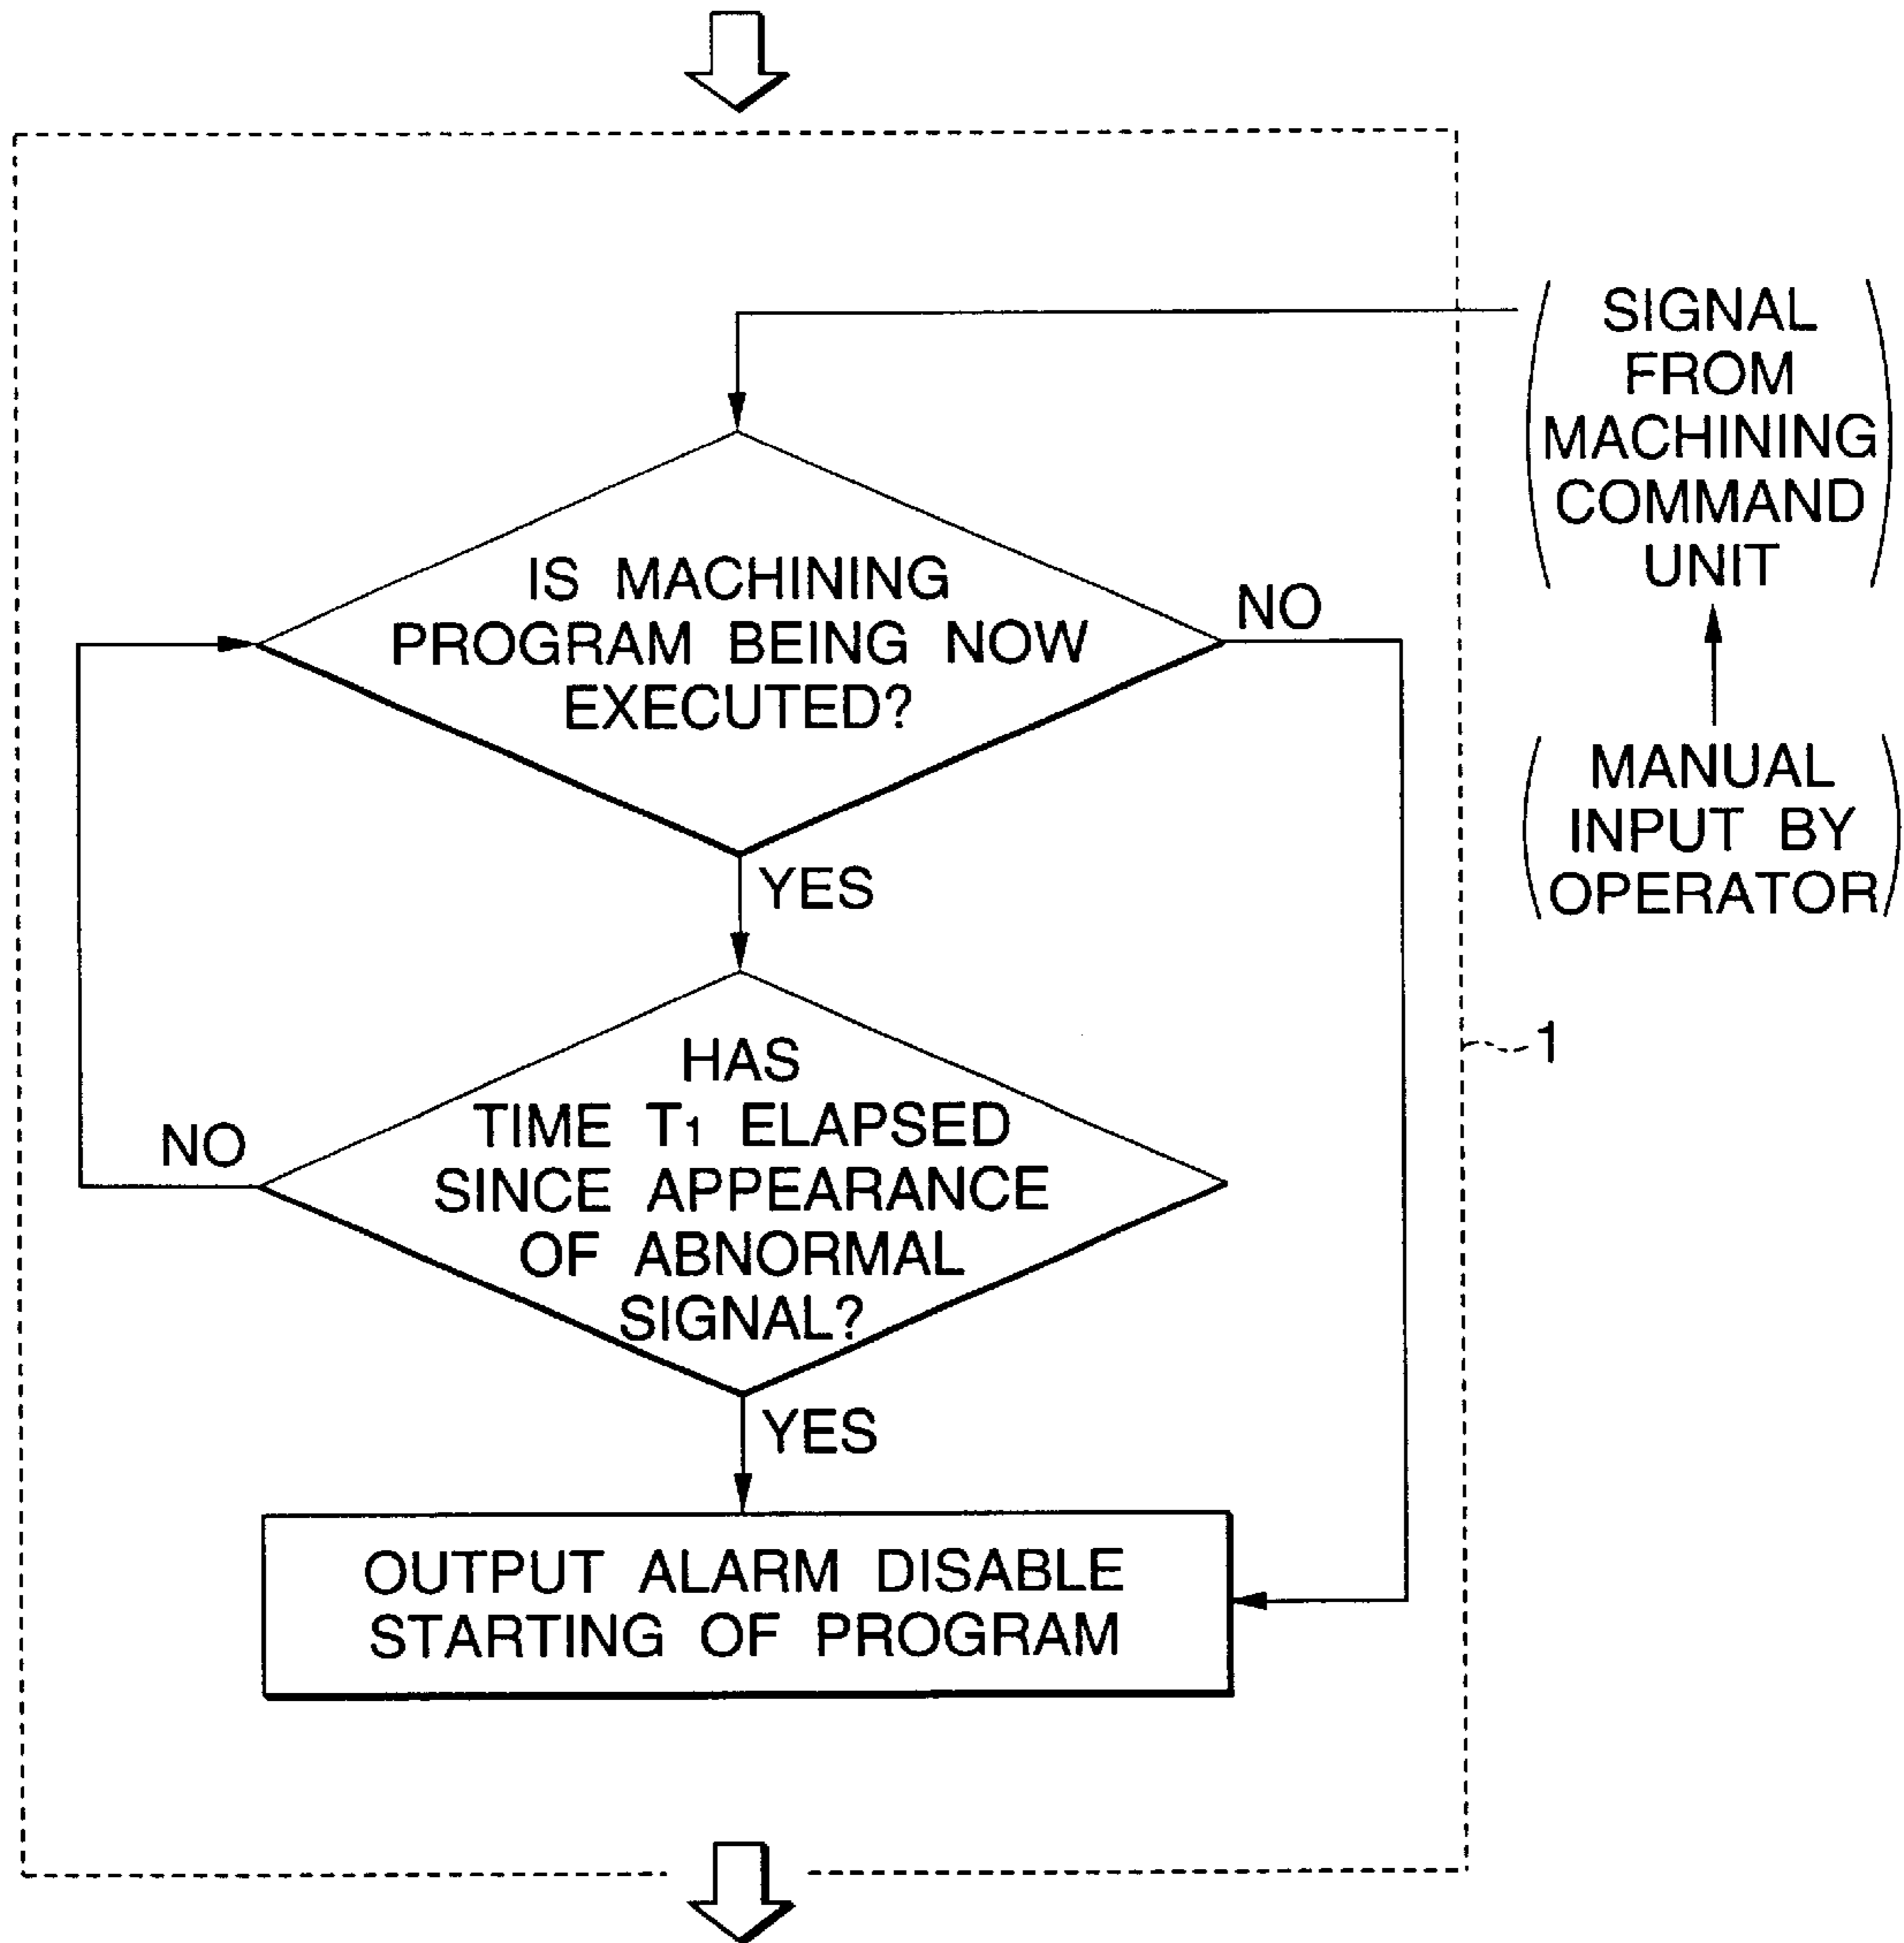 SIGNAL
FROM
MACHINING
COMMAND
UNIT
IS MACHINING
PROGRAM BEING NOW
EXECUTED?
NO
MANUAL
INPUT BY
OPERATOR
YES
1
HAS
TIME T1 ELAPSED
SINCE APPEARANCE
OF ABNORMAL
SIGNAL?
NO
YES
OUTPUT ALARM DISABLE
STARTING OF PROGRAM